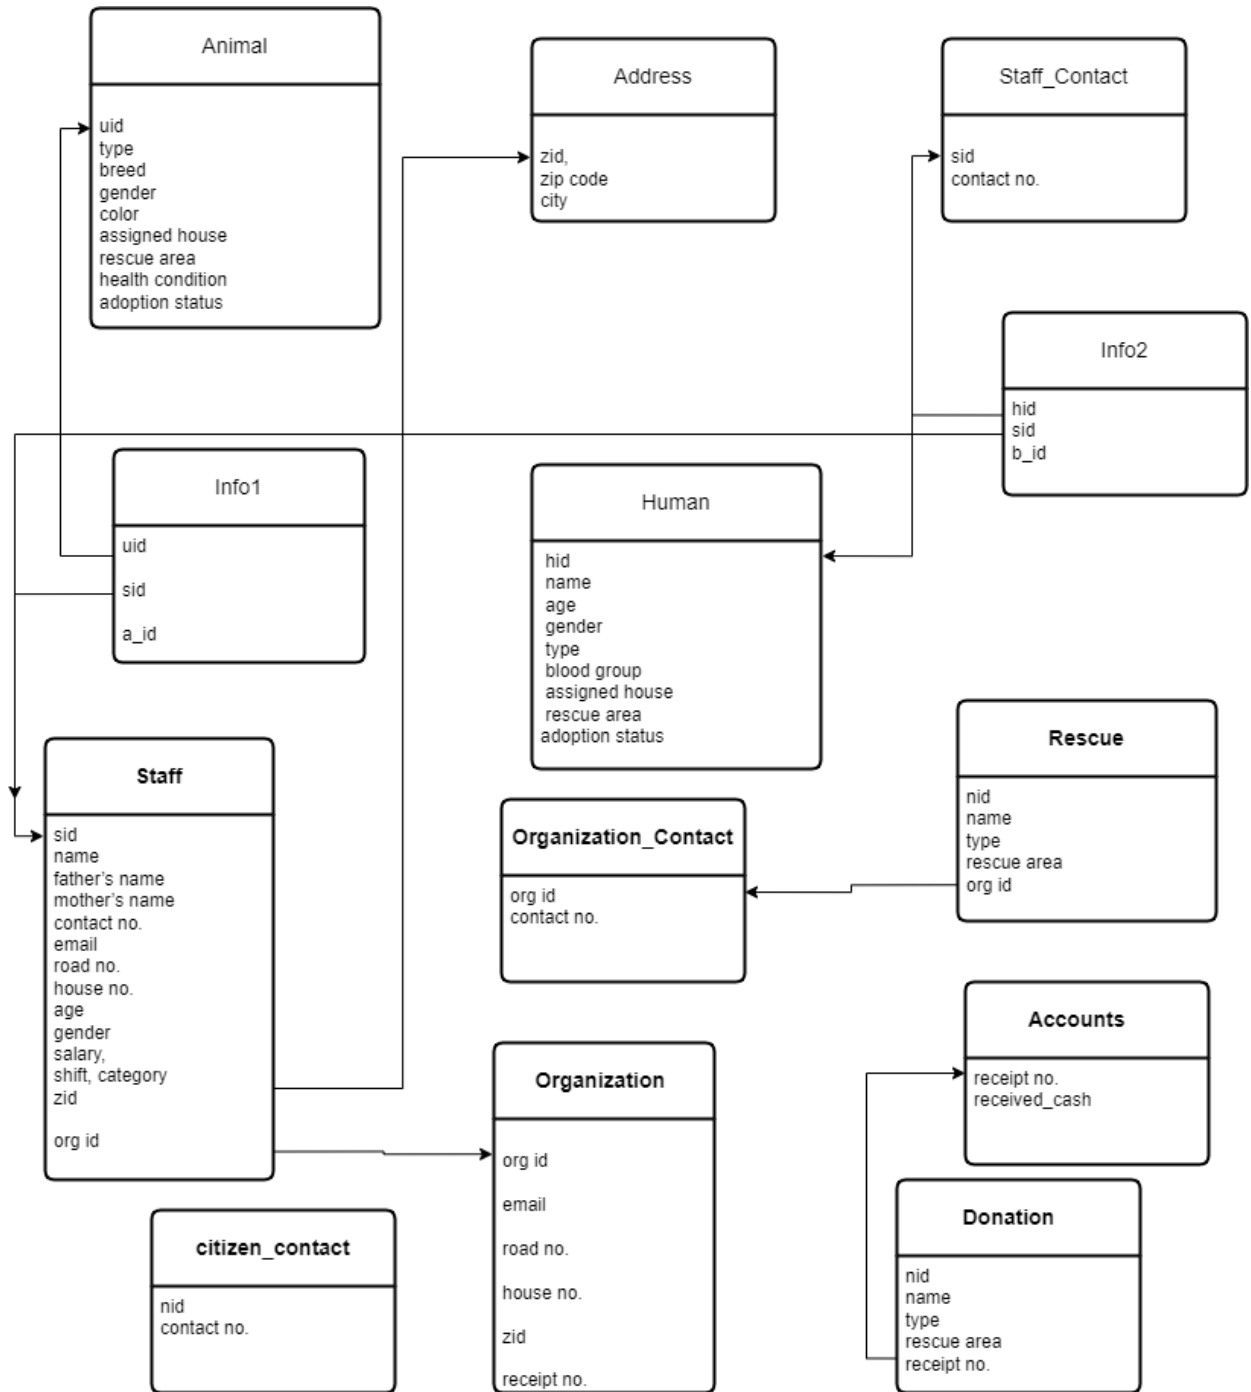 Animal
uid
type
breed
gender
color
assigned house
rescue area
health condition
adoption status
Address
zid,
zip code
city
Staff_Contact
sid
contact no.
Info2
hid
sid
b_id
Info1
uid
sid
a_id
Human
hid
name
age
gender
type
blood group
assigned house
rescue area
adoption status
Staff
sid
name
father's name
mother's name
contact no.
email
road no.
house no.
age
gender
salary,
shift, category
zid
org id
Organization_Contact
org id
contact no.
Rescue
nid
name
type
rescue area
org id
Organization
org id
email
road no.
house no.
zid
receipt no.
Accounts
receipt no.
received_cash
citizen_contact
nid
contact no.
Donation
nid
name
type
rescue area
receipt no.